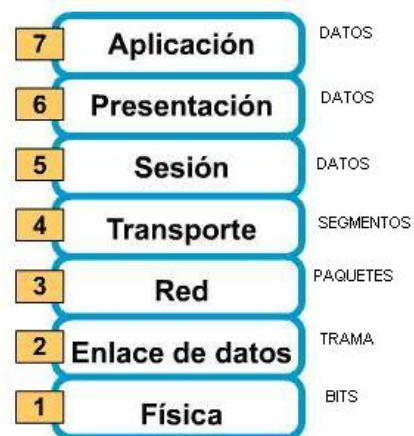 7 Aplicación DATOS
6 Presentación DATOS
5 Sesión DATOS
4 Transporte SEGMENTOS
3 Red PAQUETES
2 Enlace de datos TRAMA
1 Física BITS